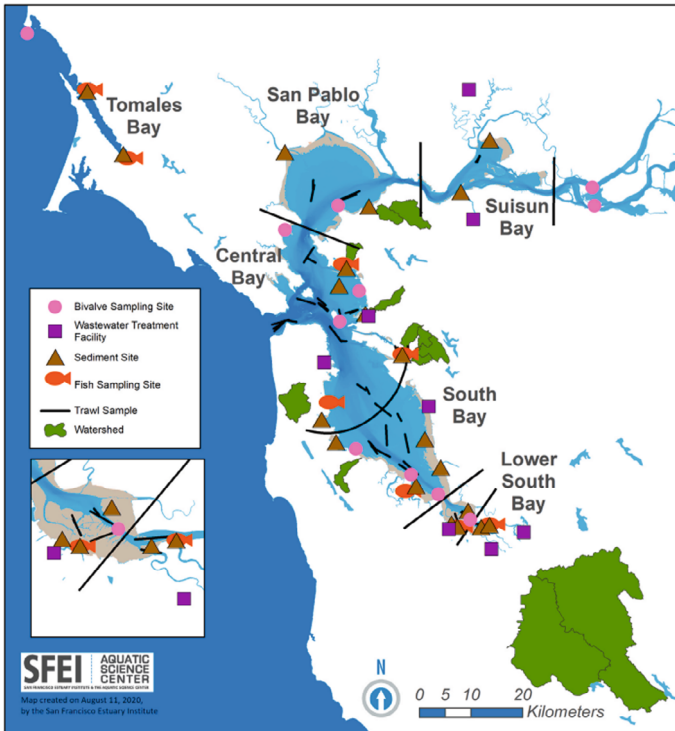 Tomales
Bay
San Pablo
Bay
Suisun
Bay
Central
Bay
South
Bay
Lower
South
Bay
Bivalve Sampling Site
Wastewater Treatment
Facility
Sediment Site
Fish Sampling Site
Trawl Sample
Watershed
SFEI
AQUATIC
SCIENCE
CENTER
SAN FRANCISCO ESTUARY INSTITUTE & THE AQUATIC SCIENCE CENTER
Map created on August 11, 2020,
by the San Francisco Estuary Institute
N
0 5 10 20
Kilometers